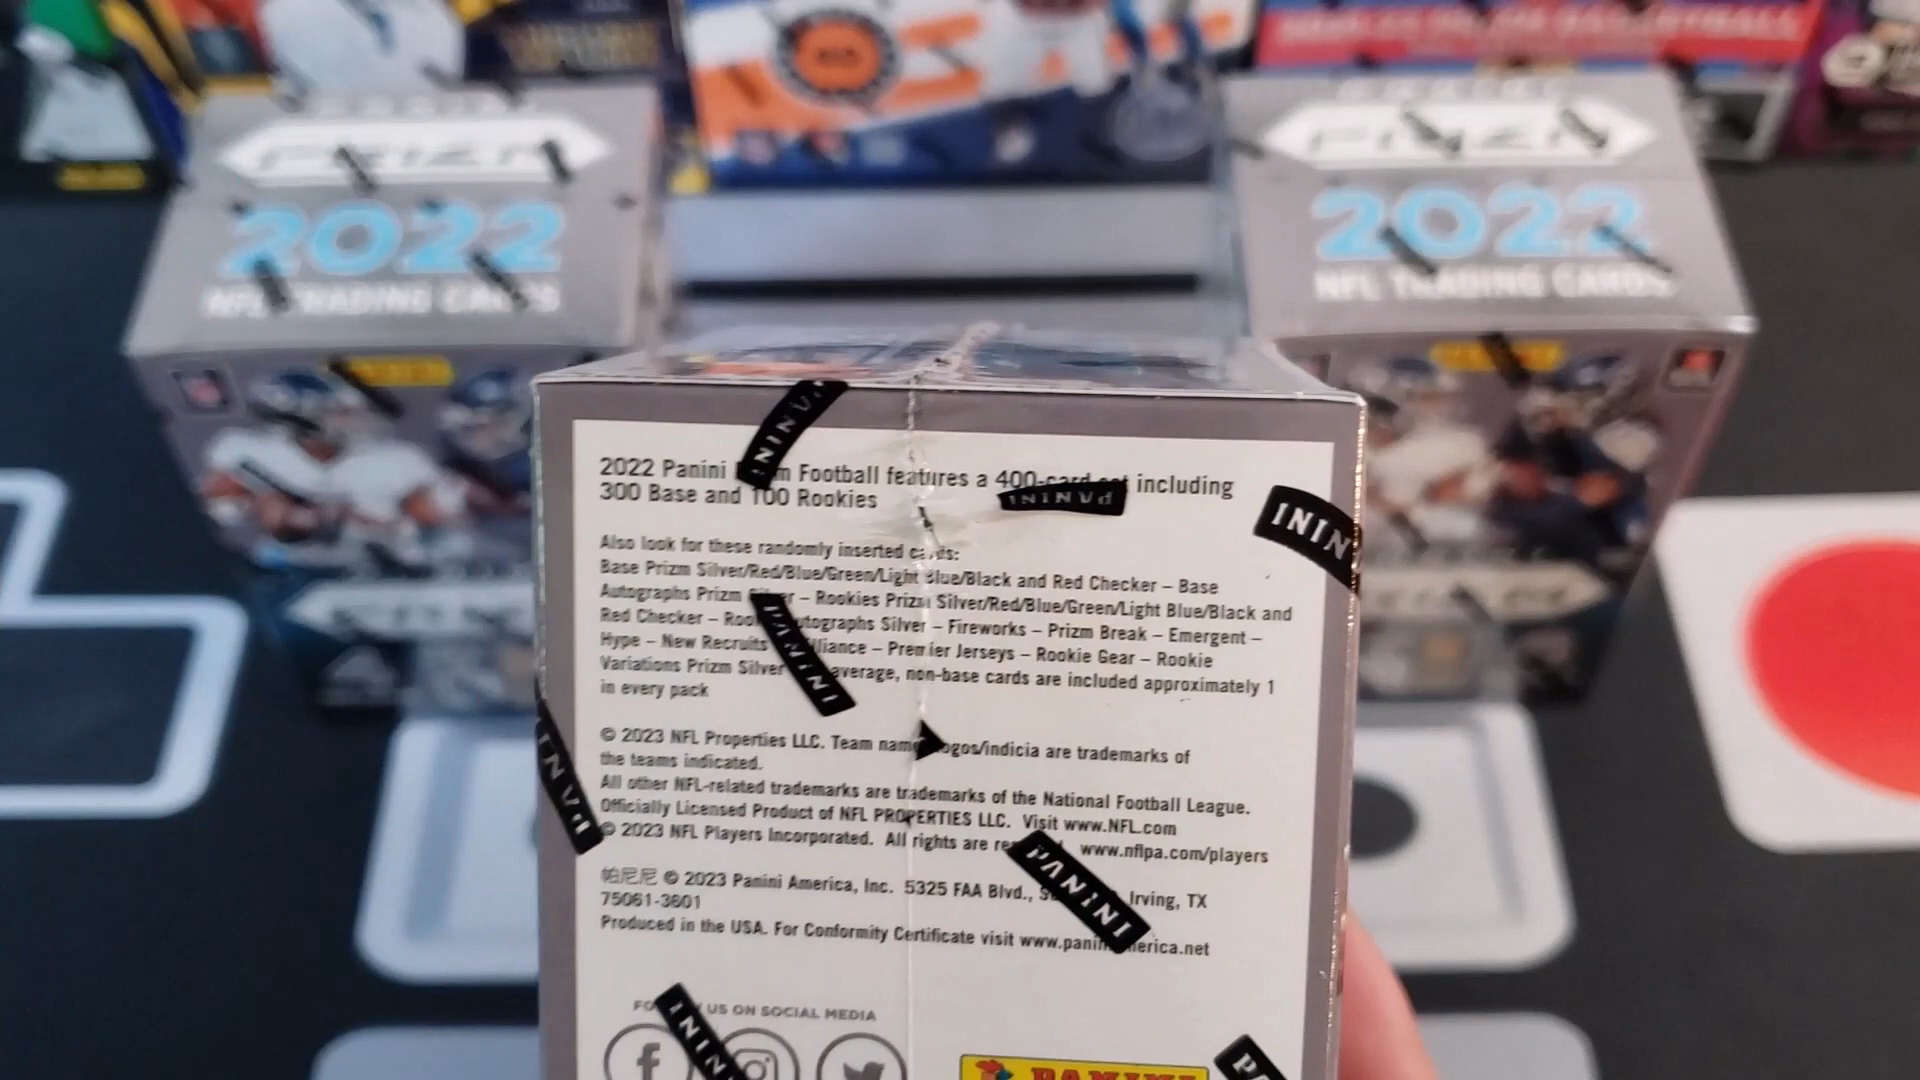 PRIZM
2022
NFL TRADING CARDS
PRIZM
2022
NFL TRADING CARDS
2022 Panini Football features a 400-card set including
300 Base and 100 Rookies
Also look for these randomly inserted cards:
Base Prizm Silver/Red/Blue/Green/Light Blue/Black and Red Checker – Base
Autographs Prizm Silver – Rookies Prizm Silver/Red/Blue/Green/Light Blue/Black and
Red Checker – Autographs Silver – Fireworks – Prizm Break – Emergent –
Hype – New Recruits – Premier Jerseys – Rookie Gear – Rookie
Variations Prizm Silver average, non-base cards are included approximately 1
in every pack
© 2023 NFL Properties LLC. Team logos/indicia are trademarks of
the teams indicated.
All other NFL-related trademarks are trademarks of the National Football League.
Officially Licensed Product of NFL PROPERTIES LLC. Visit www.NFL.com
© 2023 NFL Players Incorporated. All rights are www.nflpa.com/players
帕尼尼 © 2023 Panini America, Inc. 5325 FAA Blvd., Irving, TX
75061-3601
Produced in the USA. For Conformity Certificate visit www.paniniamerica.net
US ON SOCIAL MEDIA
PANINI
PANINI
PANINI
PANINI
PANINI